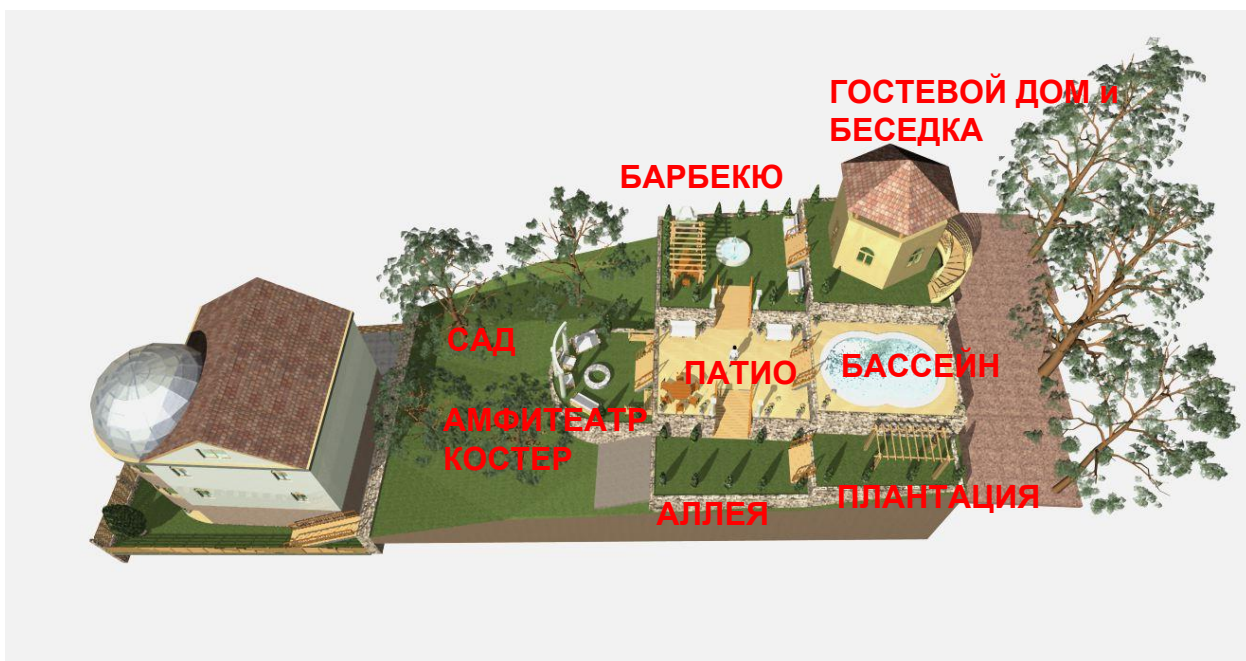 ГОСТЕВОЙ ДОМ и
БЕСЕДКА
БАРБЕКЮ
САД
ПАТИО
БАССЕЙН
АМФИТЕАТР
КОСТЕР
АЛЛЕЯ
ПЛАНТАЦИЯ